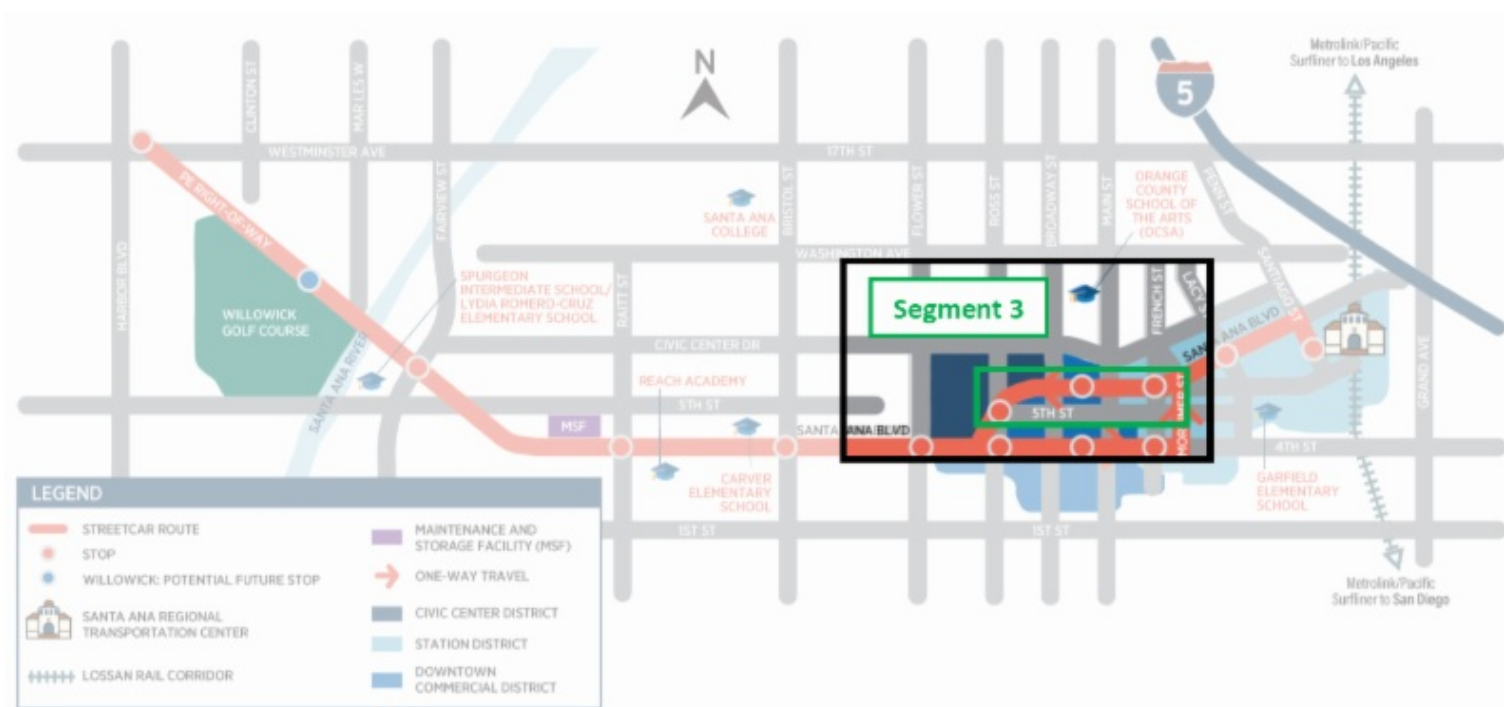 Metrolink/Pacific
Surfliner to Los Angeles
N
5
CLINTON ST
WESTMINSTER AVE
17TH ST
PE RIGHT-OF-WAY
HARBOR BLVD
FAIRVIEW ST
BRISTOL ST
FLOWER ST
ROSS ST
BROADWAY ST
MAIN ST
PENN ST
SANTA ANA
COLLEGE
ORANGE
COUNTY
SCHOOL OF
THE ARTS
(OCSA)
WASHINGTON AVE
SPURGEON
INTERMEDIATE SCHOOL/
LYDIA ROMERO-CRUZ
ELEMENTARY SCHOOL
RAITT ST
FRENCH ST
LACY ST
SANTIAGO ST
Segment 3
WILLOWICK
GOLF COURSE
SANTA ANA RIVER
CIVIC CENTER DR
SANTA ANA BLVD
GRAND AVE
REACH ACADEMY
5TH ST
5TH ST
MSF
SANTA ANA BLVD
4TH ST
CARVER
ELEMENTARY
SCHOOL
GARFIELD
ELEMENTARY
SCHOOL
1ST ST
1ST ST
Metrolink/Pacific
Surfliner to San Diego
LEGEND
STREETCAR ROUTE
STOP
WILLOWICK: POTENTIAL FUTURE STOP
SANTA ANA REGIONAL
TRANSPORTATION CENTER
LOSSAN RAIL CORRIDOR
MAINTENANCE AND
STORAGE FACILITY (MSF)
ONE-WAY TRAVEL
CIVIC CENTER DISTRICT
STATION DISTRICT
DOWNTOWN
COMMERCIAL DISTRICT